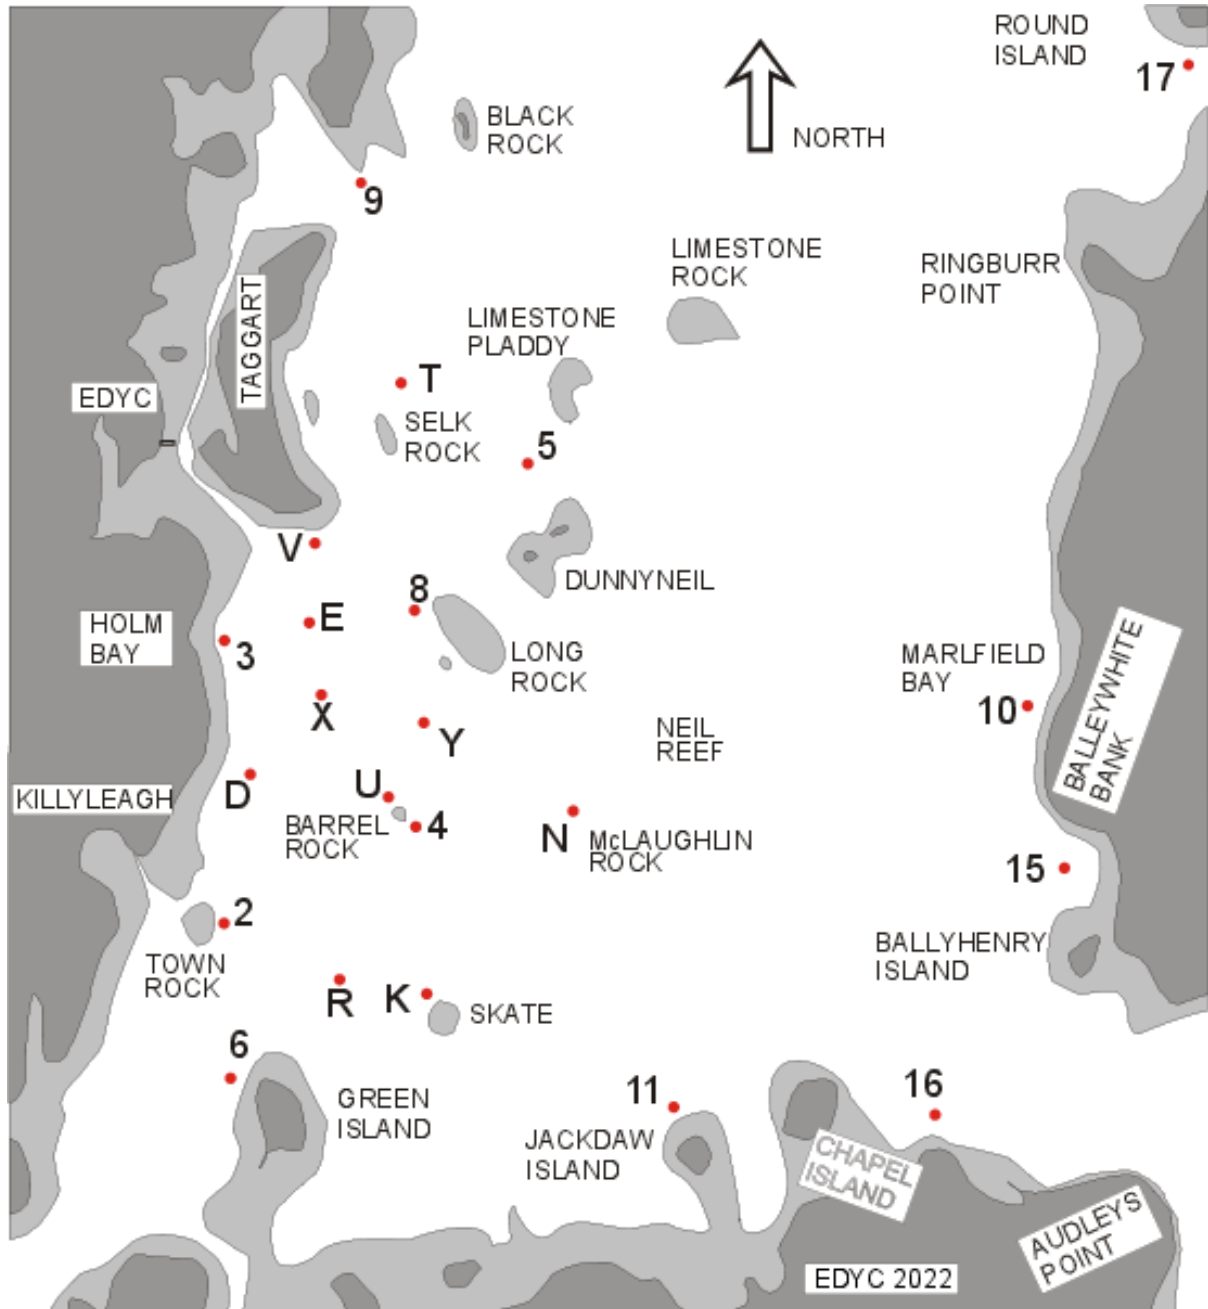 ROUND
ISLAND
17
BLACK
ROCK
NORTH
9
LIMESTONE
ROCK
RINGBURR
POINT
TAGGART
LIMESTONE
PLADDY
T
EDYC
SELK
ROCK
5
V
DUNNYNEIL
8
E
HOLM
BAY
3
LONG
ROCK
MARLFIELD
BAY
10
BALLEYWHITE
BANK
X
Y
NEIL
REEF
D
U
KILLYLEAGH
BARREL
ROCK
4
N
McLAUGHLIN
ROCK
15
2
TOWN
ROCK
BALLYHENRY
ISLAND
R
K
SKATE
6
GREEN
ISLAND
11
16
JACKDAW
ISLAND
CHAPEL
ISLAND
AUDLEYS
POINT
EDYC 2022